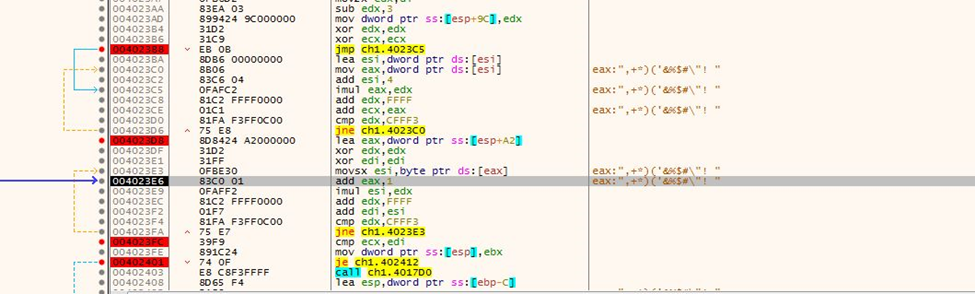 004023AA 83EA 03 sub edx,3
004023AD 899424 9C000000 mov dword ptr ss:[esp+9C],edx
004023B4 31D2 xor edx,edx
004023B6 31C9 xor ecx,ecx
004023B8 EB 0B jmp ch1.4023C5
004023BA 8DB6 00000000 lea esi,dword ptr ds:[esi]
004023C0 8B06 mov eax,dword ptr ds:[esi] eax:",+*)('&%$#\"! "
004023C2 83C6 04 add esi,4
004023C5 0FAFC2 imul eax,edx eax:",+*)('&%$#\"! "
004023C8 81C2 FFFF0000 add edx,FFFF
004023CE 01C1 add ecx,eax eax:",+*)('&%$#\"! "
004023D0 81FA F3FF0C00 cmp edx,CFFF3
004023D6 75 E8 jne ch1.4023C0
004023D8 8D8424 A2000000 lea eax,dword ptr ss:[esp+A2]
004023DF 31D2 xor edx,edx
004023E1 31FF xor edi,edi
004023E3 0FBE30 movsx esi,byte ptr ds:[eax] eax:",+*)('&%$#\"! "
004023E6 83C0 01 add eax,1 eax:",+*)('&%$#\"! "
004023E9 0FAFF2 imul esi,edx
004023EC 81C2 FFFF0000 add edx,FFFF
004023F2 01F7 add edi,esi
004023F4 81FA F3FF0C00 cmp edx,CFFF3
004023FA 75 E7 jne ch1.4023E3
004023FC 39F9 cmp ecx,edi
004023FE 891C24 mov dword ptr ss:[esp],ebx
00402401 74 0F je ch1.402412
00402403 E8 C8F3FFFF call ch1.4017D0
00402408 8D65 F4 lea esp,dword ptr ss:[ebp-C]